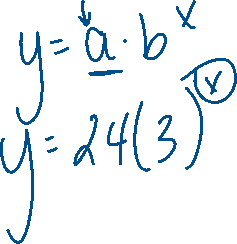 y = a · b^x
y = 24(3)^x